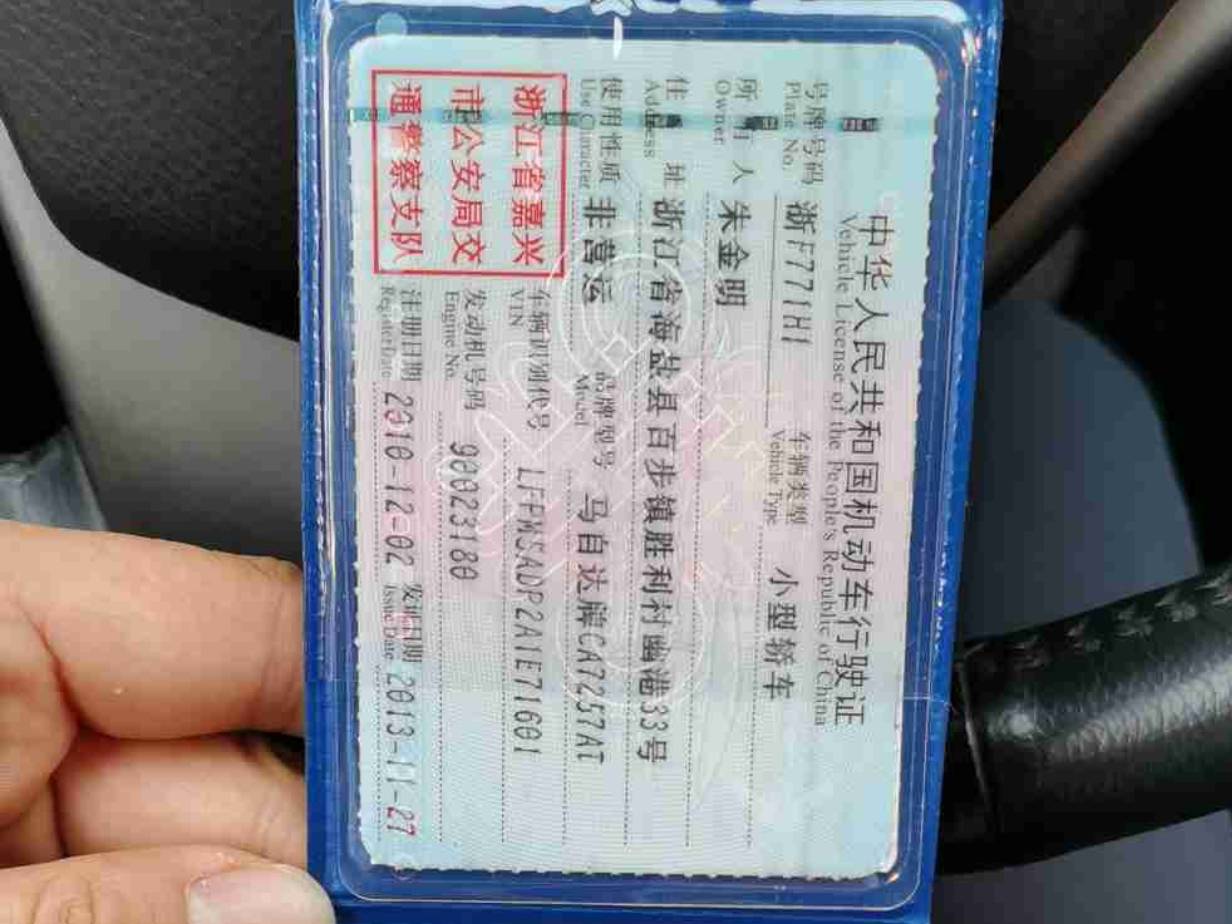 中华人民共和国机动车行驶证
Vehicle License of the People's Republic of China
号牌号码 浙F771H1 车辆类型 小型轿车
Plate No. Vehicle Type
所有人 朱金明
Owner
住址 浙江省海盐县百步镇胜利村幽港33号
Address
使用性质 非营运 品牌型号 马自达牌CA7257AT
Use Character Model
浙江省嘉兴
市公安局交
通警察支队
车辆识别代号 LFPM5ADP2A1E71601
VIN
发动机号码 90023180
Engine No.
注册日期 2010-12-02 发证日期 2013-11-27
Register Date Issue Date